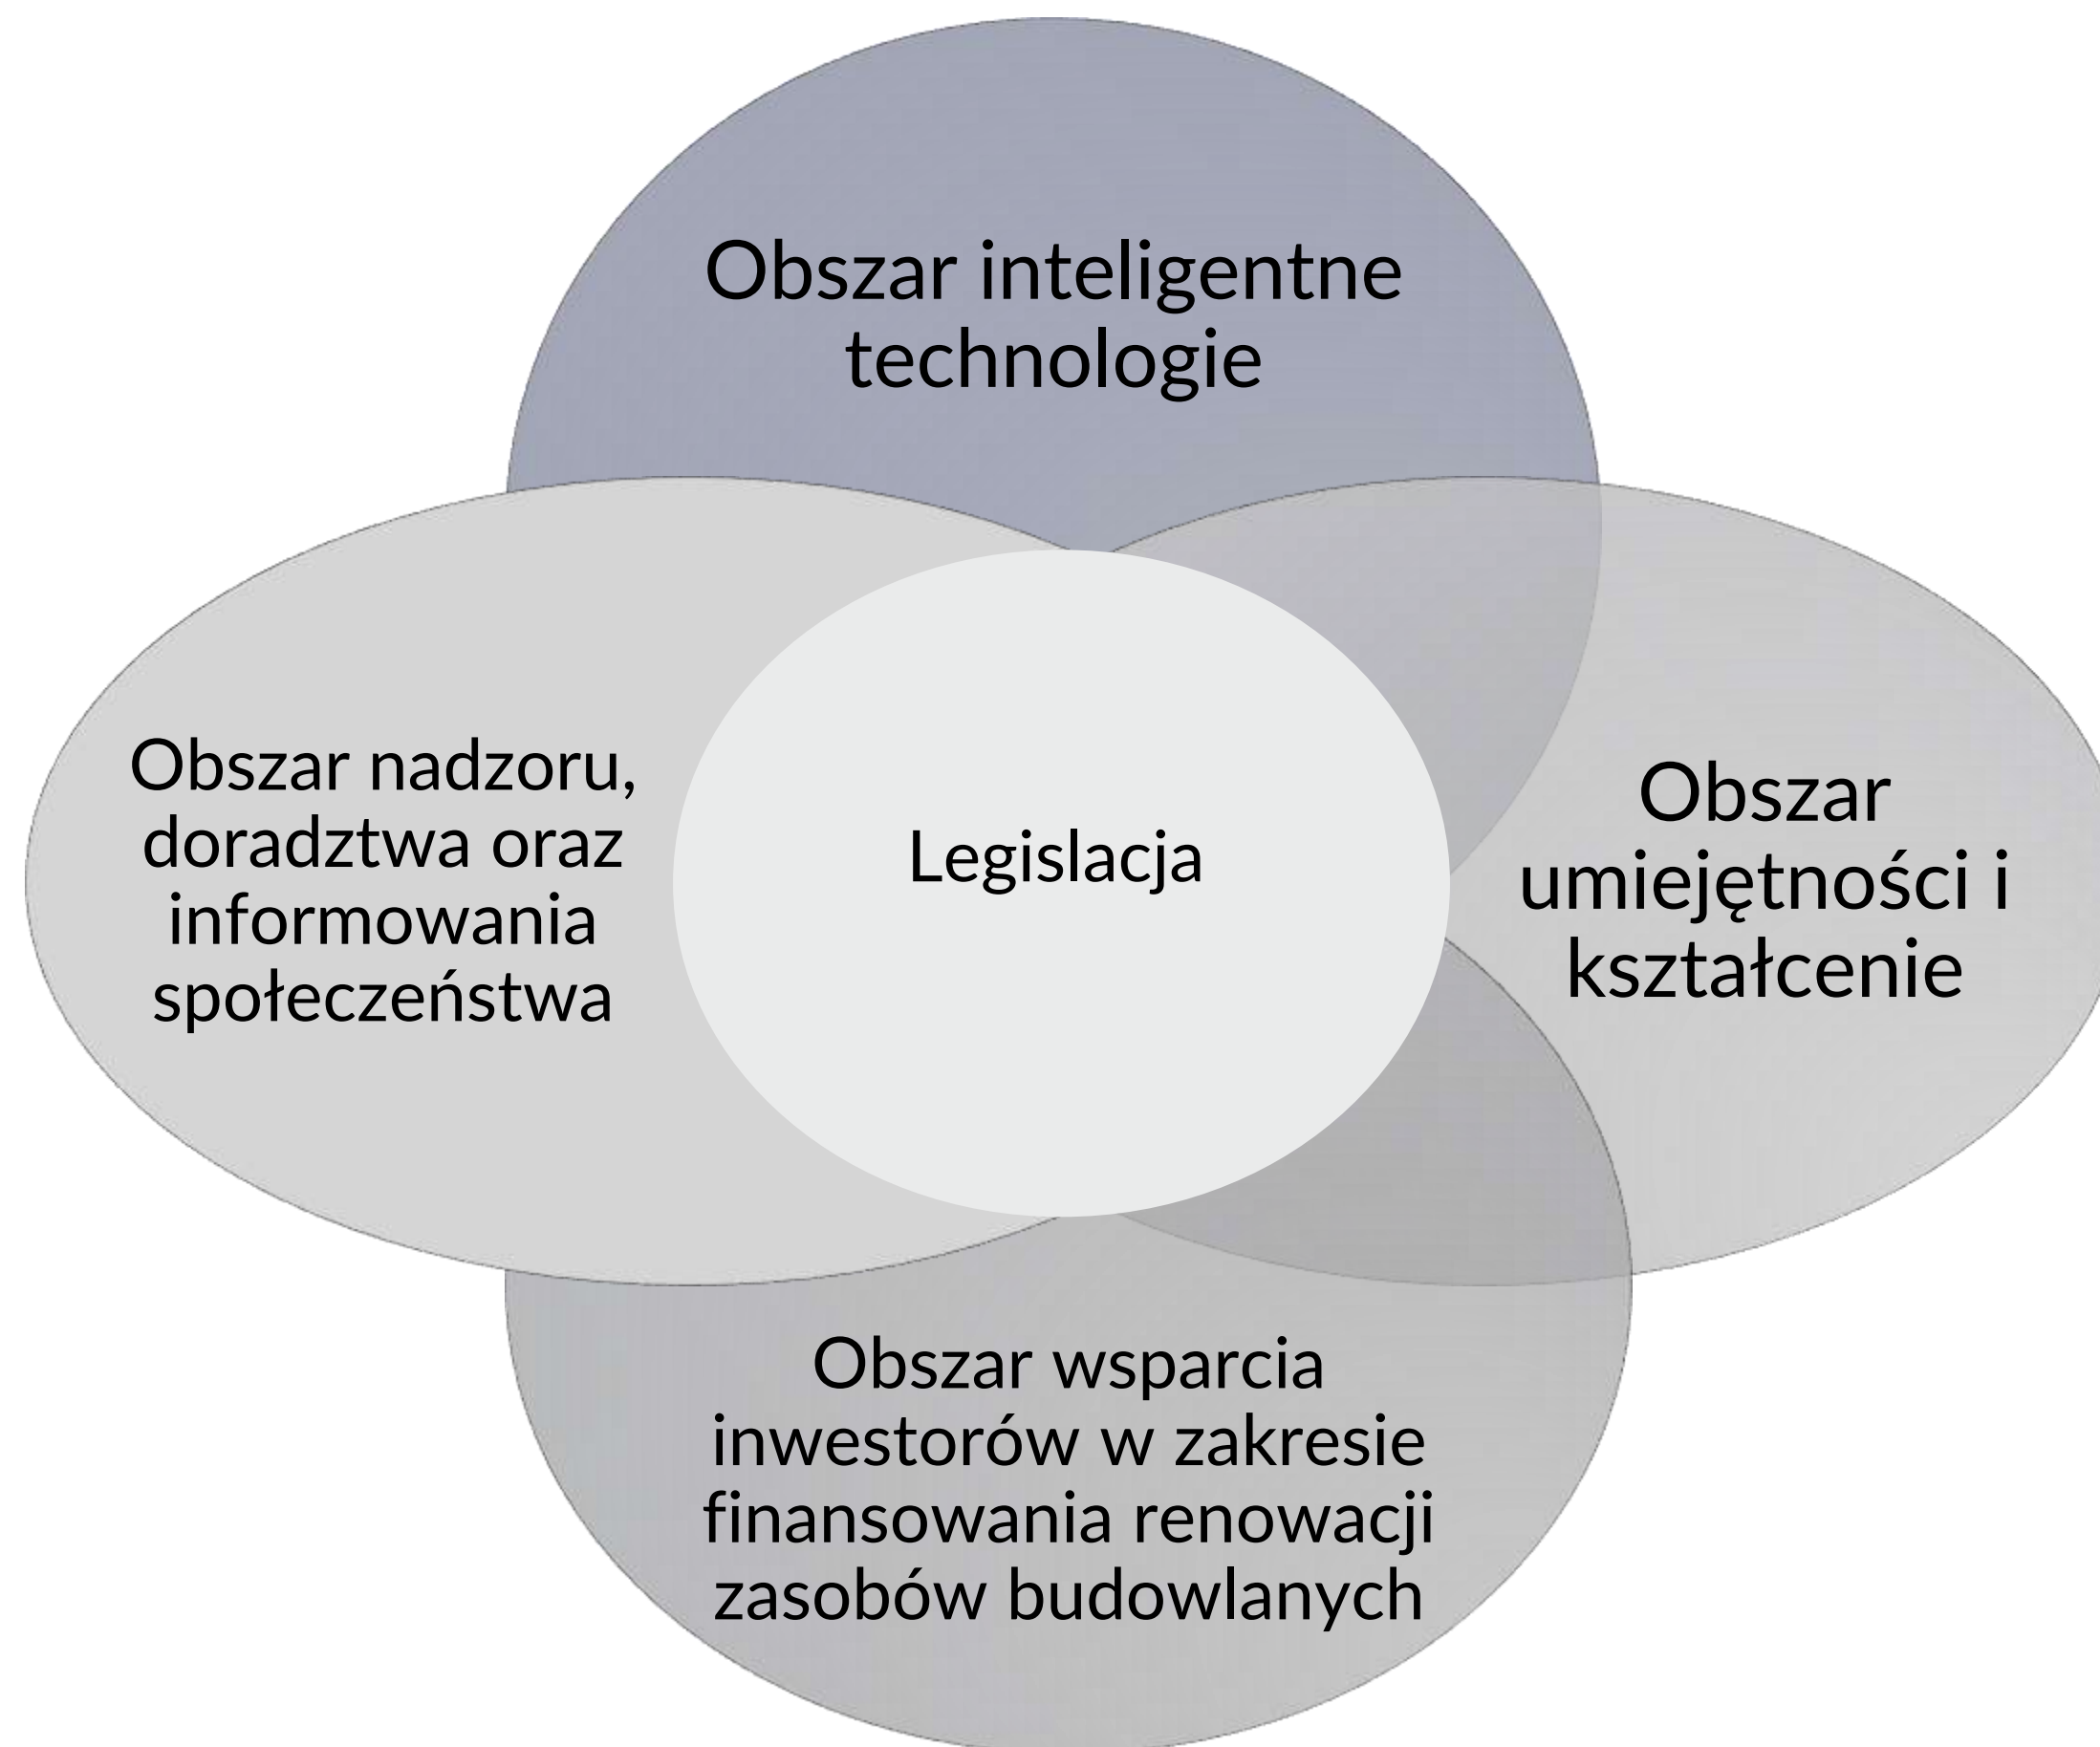 Obszar inteligentne
technologie
Obszar nadzoru,
doradztwa oraz
informowania
społeczeństwa
Legislacja
Obszar
umiejętności i
kształcenie
Obszar wsparcia
inwestorów w zakresie
finansowania renowacji
zasobów budowlanych